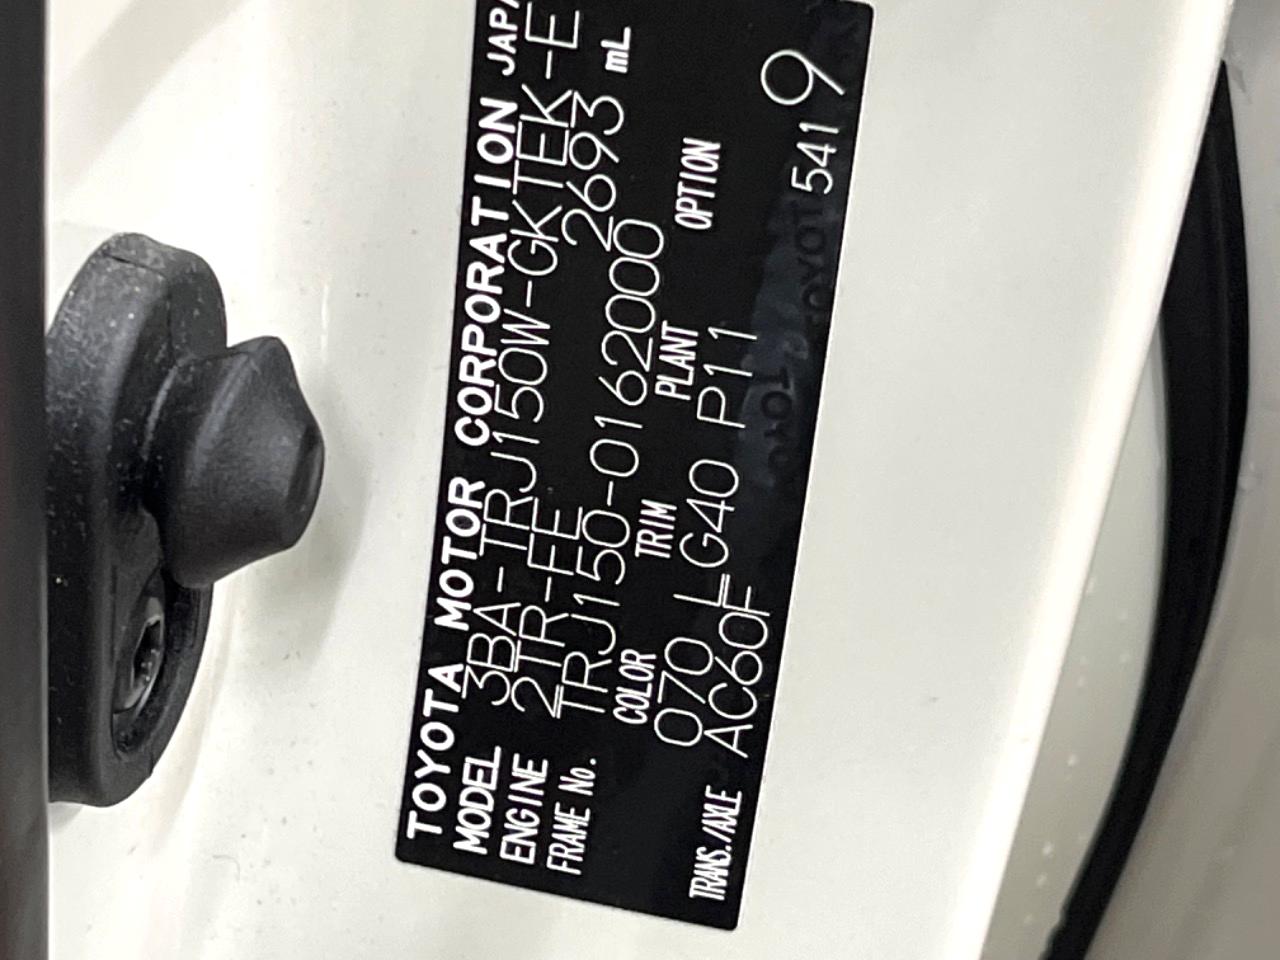 TOYOTA MOTOR CORPORATION JAPA
MODEL 3BA-TRJ150W-GKTEK-E
ENGINE 2TR-FE 2693 mL
FRAME No. TRJ150-0162000
COLOR TRIM PLANT OPTION
070 LG40 P11
TRANS./AXLE AC60F
5419